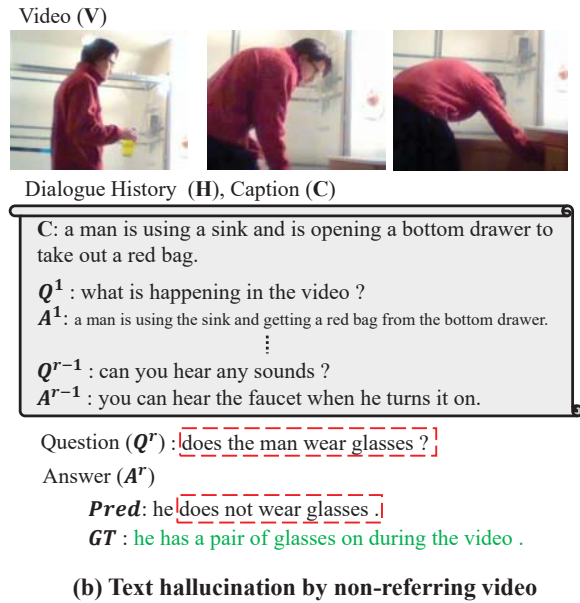 Video (V)
Dialogue History (H), Caption (C)
C: a man is using a sink and is opening a bottom drawer to
take out a red bag.
Q¹ : what is happening in the video ?
A¹: a man is using the sink and getting a red bag from the bottom drawer.
⋮
Qʳ⁻¹ : can you hear any sounds ?
Aʳ⁻¹ : you can hear the faucet when he turns it on.
Question (Qʳ) : does the man wear glasses ?
Answer (Aʳ)
Pred: he does not wear glasses .
GT : he has a pair of glasses on during the video .
(b) Text hallucination by non-referring video